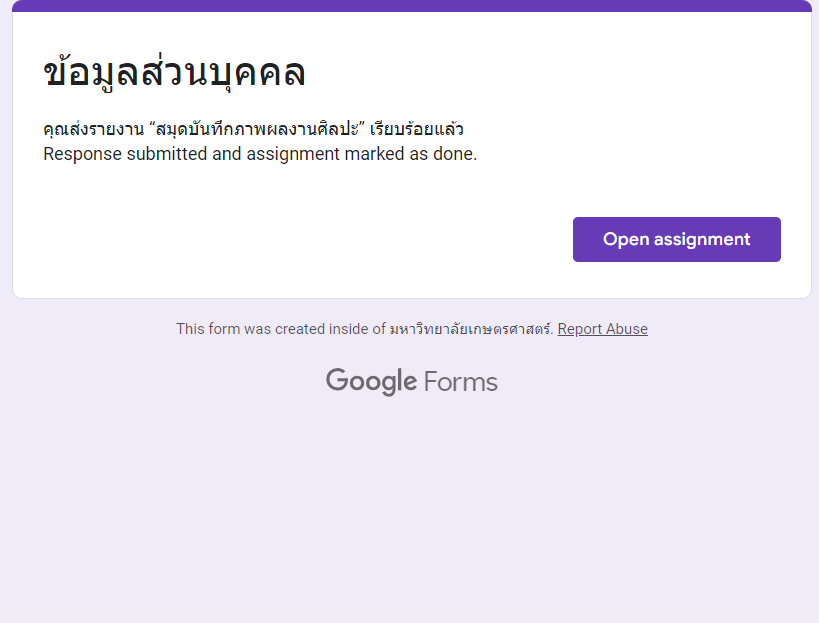 ข้อมูลส่วนบุคคล
คุณส่งรายงาน “สมุดบันทึกภาพผลงานศิลปะ” เรียบร้อยแล้ว
Response submitted and assignment marked as done.
Open assignment
This form was created inside of มหาวิทยาลัยเกษตรศาสตร์. Report Abuse
Google Forms